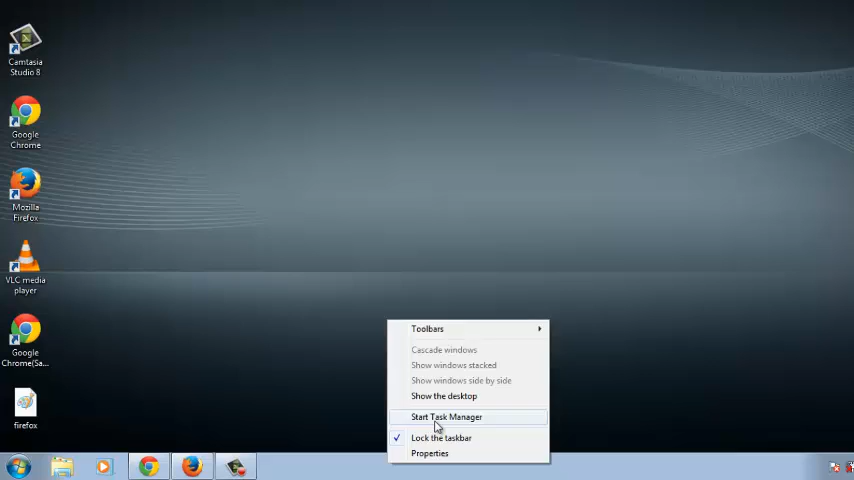 Camtasia
Studio 8
Google
Chrome
Mozilla
Firefox
VLC media
player
Google
Chrome(Sa...
firefox
Toolbars
Cascade windows
Show windows stacked
Show windows side by side
Show the desktop
Start Task Manager
Lock the taskbar
Properties